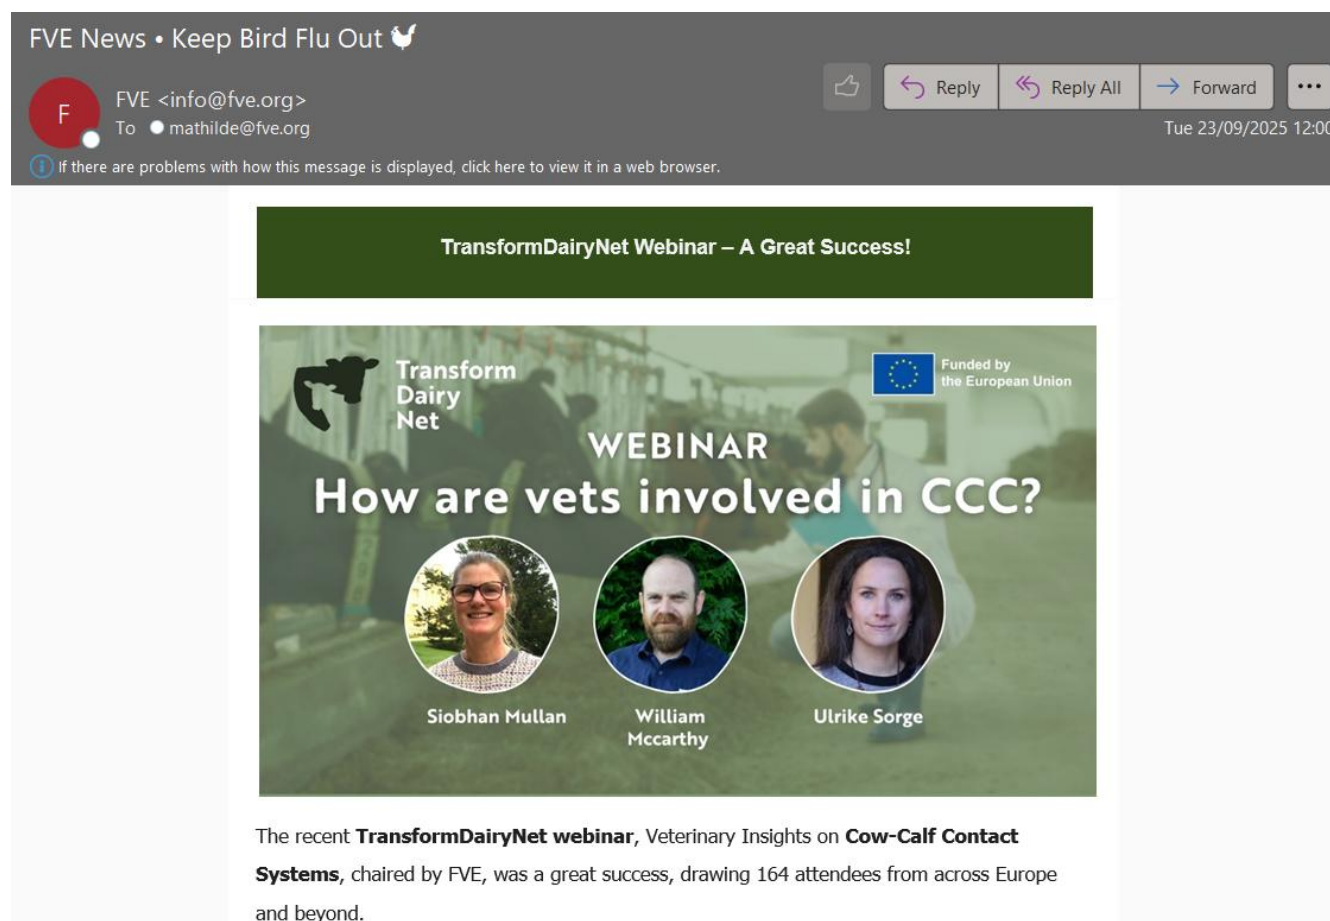 FVE News • Keep Bird Flu Out 🐓
F
FVE <info@fve.org>
To mathilde@fve.org
Reply
Reply All
Forward
Tue 23/09/2025 12:00
If there are problems with how this message is displayed, click here to view it in a web browser.
TransformDairyNet Webinar – A Great Success!
Transform
Dairy
Net
Funded by
the European Union
WEBINAR
How are vets involved in CCC?
Siobhan Mullan
William
Mccarthy
Ulrike Sorge
The recent TransformDairyNet webinar, Veterinary Insights on Cow-Calf Contact
Systems, chaired by FVE, was a great success, drawing 164 attendees from across Europe
and beyond.